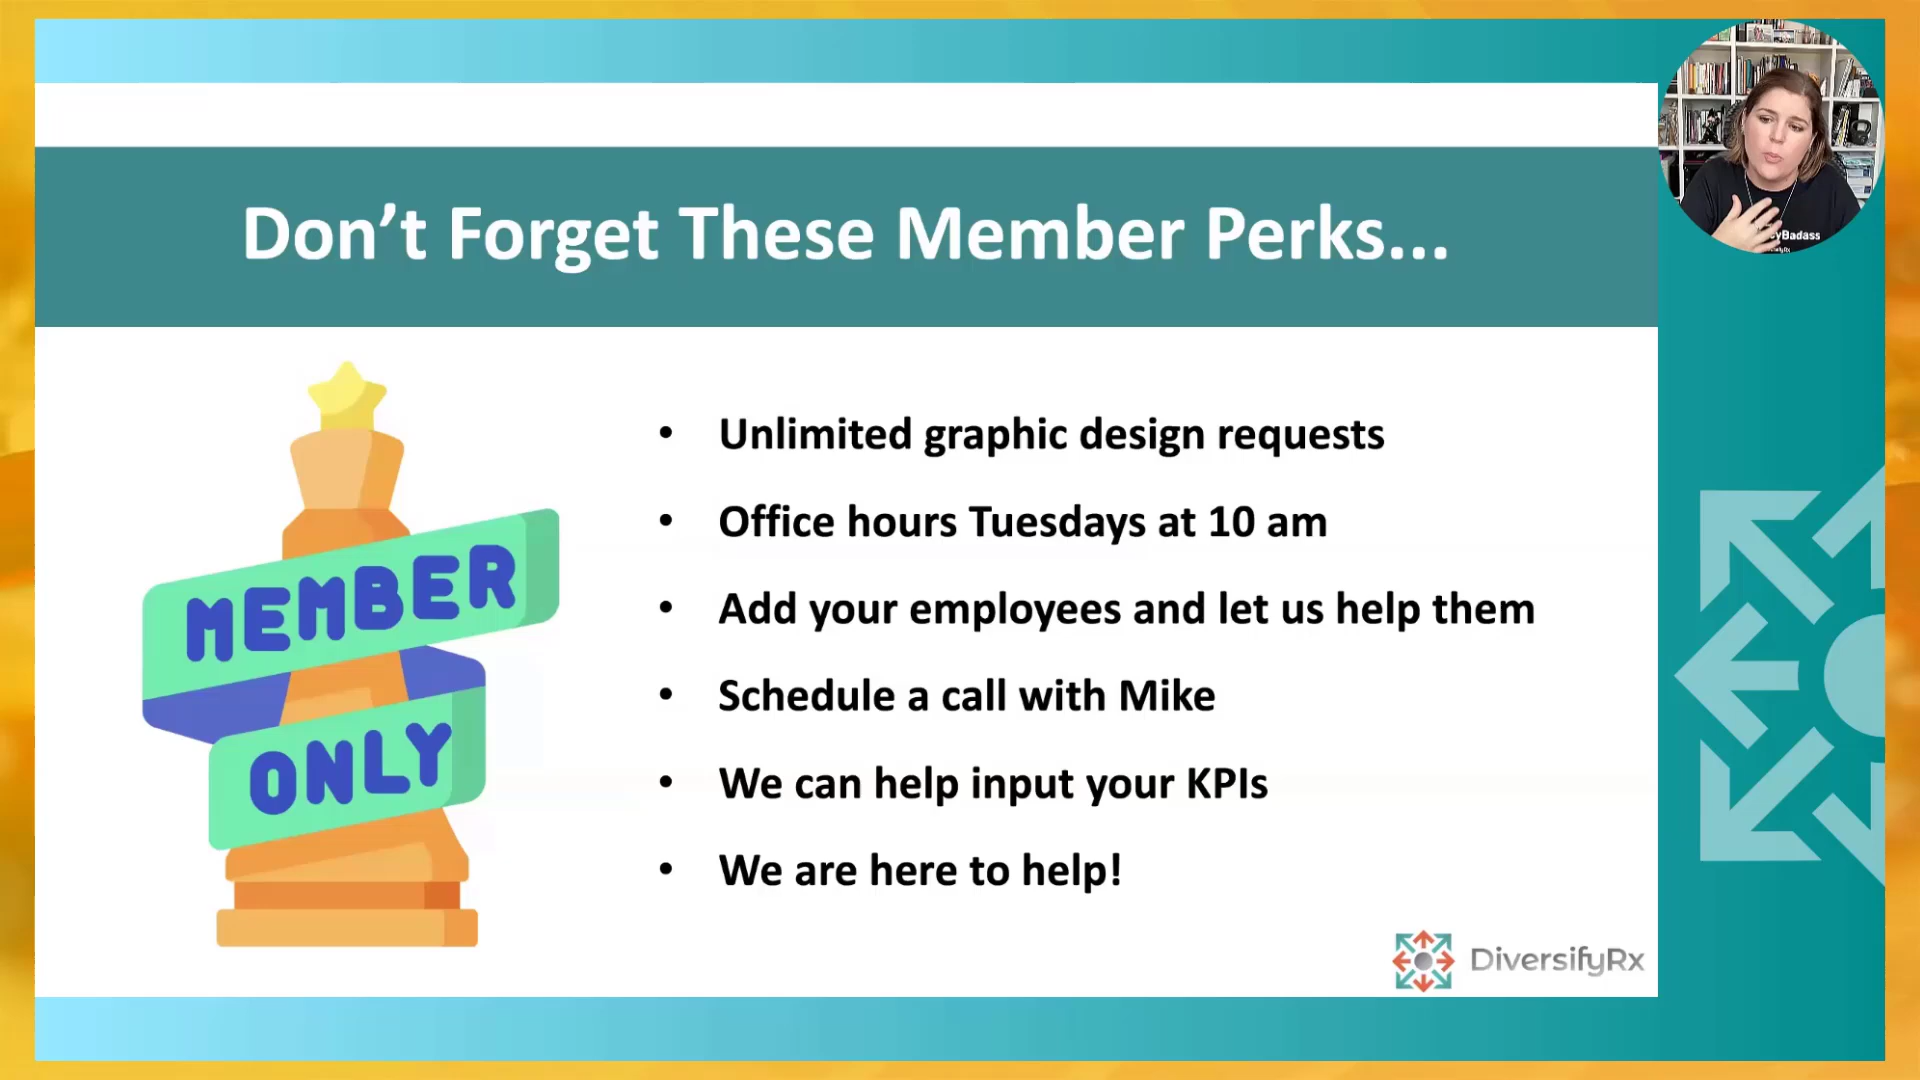 Don’t Forget These Member Perks...
MEMBER
ONLY
• Unlimited graphic design requests
• Office hours Tuesdays at 10 am
• Add your employees and let us help them
• Schedule a call with Mike
• We can help input your KPIs
• We are here to help!
DiversifyRx